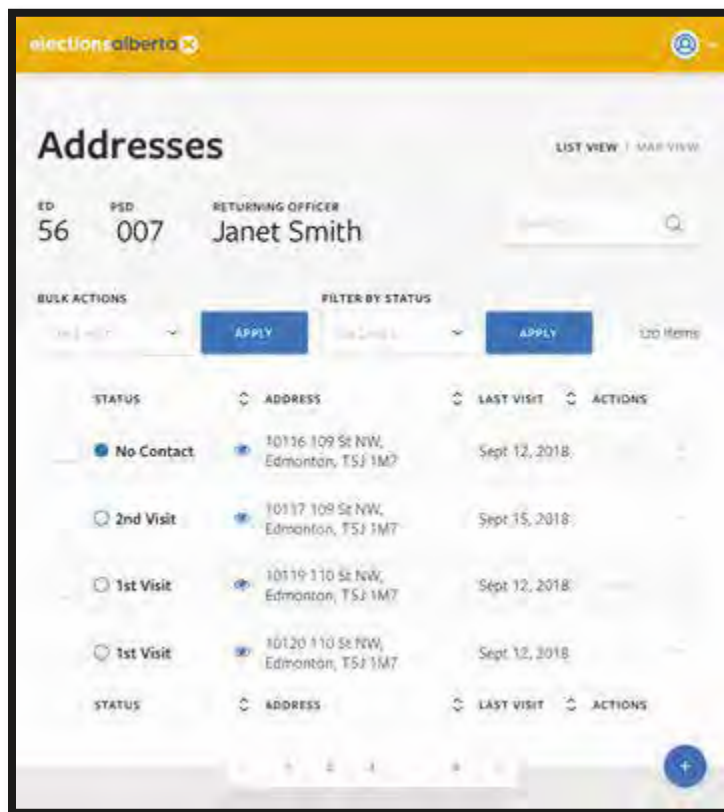 electionsalberta
Addresses
LIST VIEW | MAP VIEW
ED PSD RETURNING OFFICER
56 007 Janet Smith
BULK ACTIONS FILTER BY STATUS
APPLY APPLY 120 Items
STATUS ADDRESS LAST VISIT ACTIONS
No Contact 10116 109 St NW, Sept 12, 2018
Edmonton, T5J 1M7
2nd Visit 10117 109 St NW, Sept 15, 2018
Edmonton, T5J 1M7
1st Visit 10119 110 St NW, Sept 12, 2018
Edmonton, T5J 1M7
1st Visit 10120 110 St NW, Sept 12, 2018
Edmonton, T5J 1M7
STATUS ADDRESS LAST VISIT ACTIONS